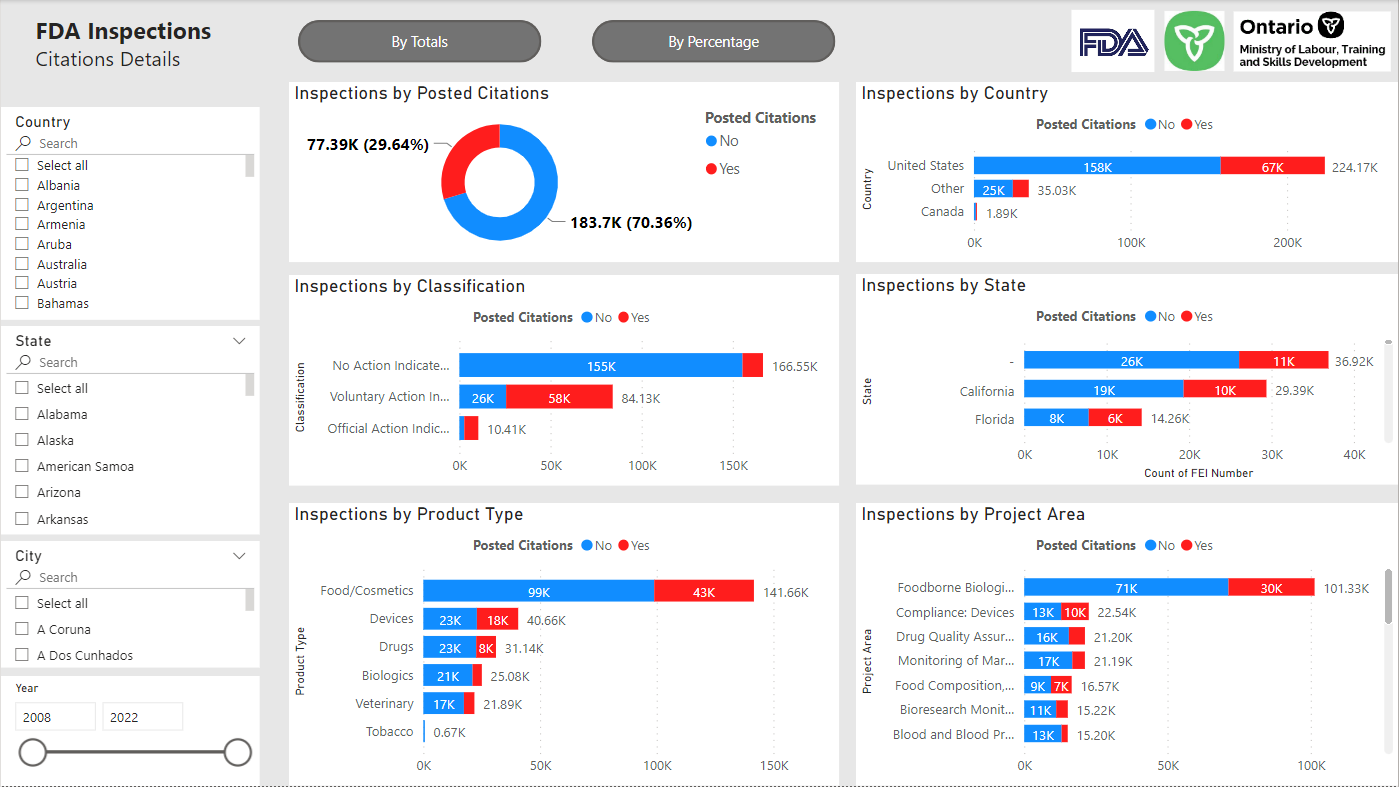 FDA Inspections
Citations Details
By Totals
By Percentage
FDA
Ontario
Ministry of Labour, Training
and Skills Development
Country
Search
Select all
Albania
Argentina
Armenia
Aruba
Australia
Austria
Bahamas
State
Search
Select all
Alabama
Alaska
American Samoa
Arizona
Arkansas
City
Search
Select all
A Coruna
A Dos Cunhados
Year
2008 2022
Inspections by Posted Citations
77.39K (29.64%)
183.7K (70.36%)
Posted Citations
No
Yes
Inspections by Country
Posted Citations No Yes
Country
United States 158K 67K 224.17K
Other 25K 35.03K
Canada 1.89K
0K 100K 200K
Inspections by Classification
Posted Citations No Yes
Classification
No Action Indicate... 155K 166.55K
Voluntary Action In... 26K 58K 84.13K
Official Action Indic... 10.41K
0K 50K 100K 150K
Inspections by State
Posted Citations No Yes
State
- 26K 11K 36.92K
California 19K 10K 29.39K
Florida 8K 6K 14.26K
0K 10K 20K 30K 40K
Count of FEI Number
Inspections by Product Type
Posted Citations No Yes
Product Type
Food/Cosmetics 99K 43K 141.66K
Devices 23K 18K 40.66K
Drugs 23K 8K 31.14K
Biologics 21K 25.08K
Veterinary 17K 21.89K
Tobacco 0.67K
0K 50K 100K 150K
Inspections by Project Area
Posted Citations No Yes
Project Area
Foodborne Biologi... 71K 30K 101.33K
Compliance: Devices 13K 10K 22.54K
Drug Quality Assur... 16K 21.20K
Monitoring of Mar... 17K 21.19K
Food Composition,... 9K 7K 16.57K
Bioresearch Monit... 11K 15.22K
Blood and Blood Pr... 13K 15.20K
0K 50K 100K